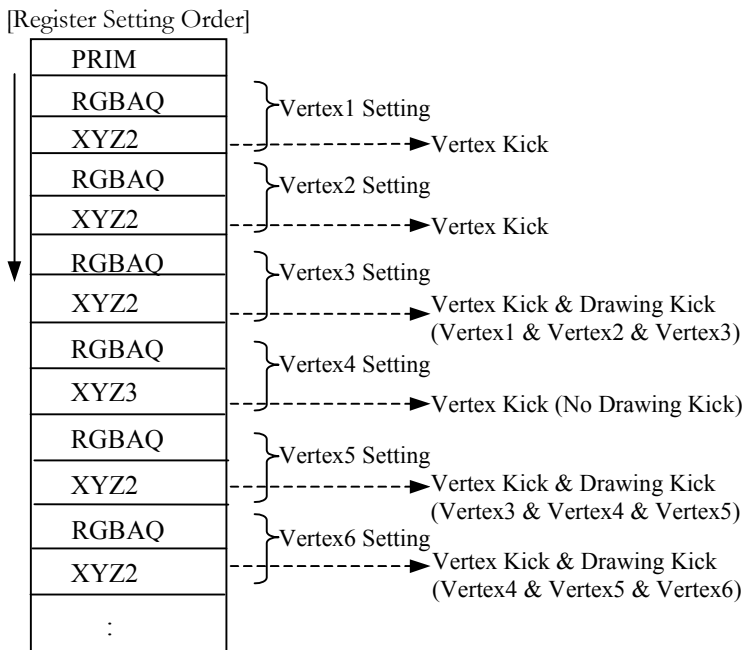 [Register Setting Order]
PRIM
RGBAQ
Vertex1 Setting
XYZ2
Vertex Kick
RGBAQ
Vertex2 Setting
XYZ2
Vertex Kick
RGBAQ
Vertex3 Setting
XYZ2
Vertex Kick & Drawing Kick
(Vertex1 & Vertex2 & Vertex3)
RGBAQ
Vertex4 Setting
XYZ3
Vertex Kick (No Drawing Kick)
RGBAQ
Vertex5 Setting
XYZ2
Vertex Kick & Drawing Kick
(Vertex3 & Vertex4 & Vertex5)
RGBAQ
Vertex6 Setting
XYZ2
Vertex Kick & Drawing Kick
(Vertex4 & Vertex5 & Vertex6)
: